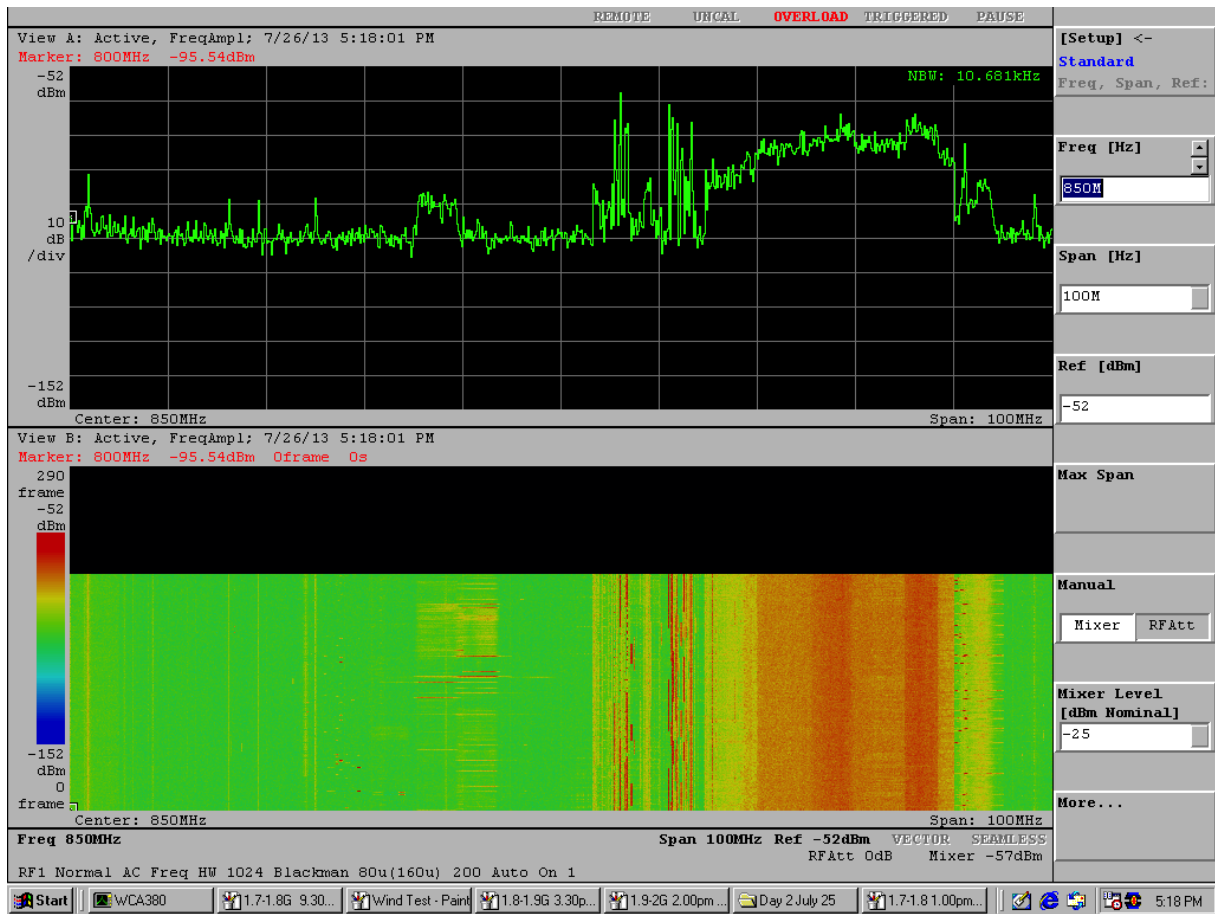 REMOTE UNCAL OVERLOAD TRIGGERED PAUSE
View A: Active, FreqAmpl; 7/26/13 5:18:01 PM
Marker: 800MHz -95.54dBm
-52
dBm
NBW: 10.681kHz
10
dB
/div
-152
dBm
Center: 850MHz Span: 100MHz
View B: Active, FreqAmpl; 7/26/13 5:18:01 PM
Marker: 800MHz -95.54dBm 0frame 0s
290
frame
-52
dBm
-152
dBm
0
frame
Center: 850MHz Span: 100MHz
Freq 850MHz Span 100MHz Ref -52dBm VECTOR SEAMLESS
RFAtt 0dB Mixer -57dBm
RF1 Normal AC Freq HW 1024 Blackman 80u(160u) 200 Auto On 1
[Setup] <-
Standard
Freq, Span, Ref:
Freq [Hz]
850M
Span [Hz]
100M
Ref [dBm]
-52
Max Span
Manual
Mixer RFAtt
Mixer Level
[dBm Nominal]
-25
More...
Start WCA380 1.7-1.8G 9.30... Wind Test - Paint 1.8-1.9G 3.30p... 1.9-2G 2.00pm ... Day 2 July 25 1.7-1.8 1.00pm... 5:18 PM